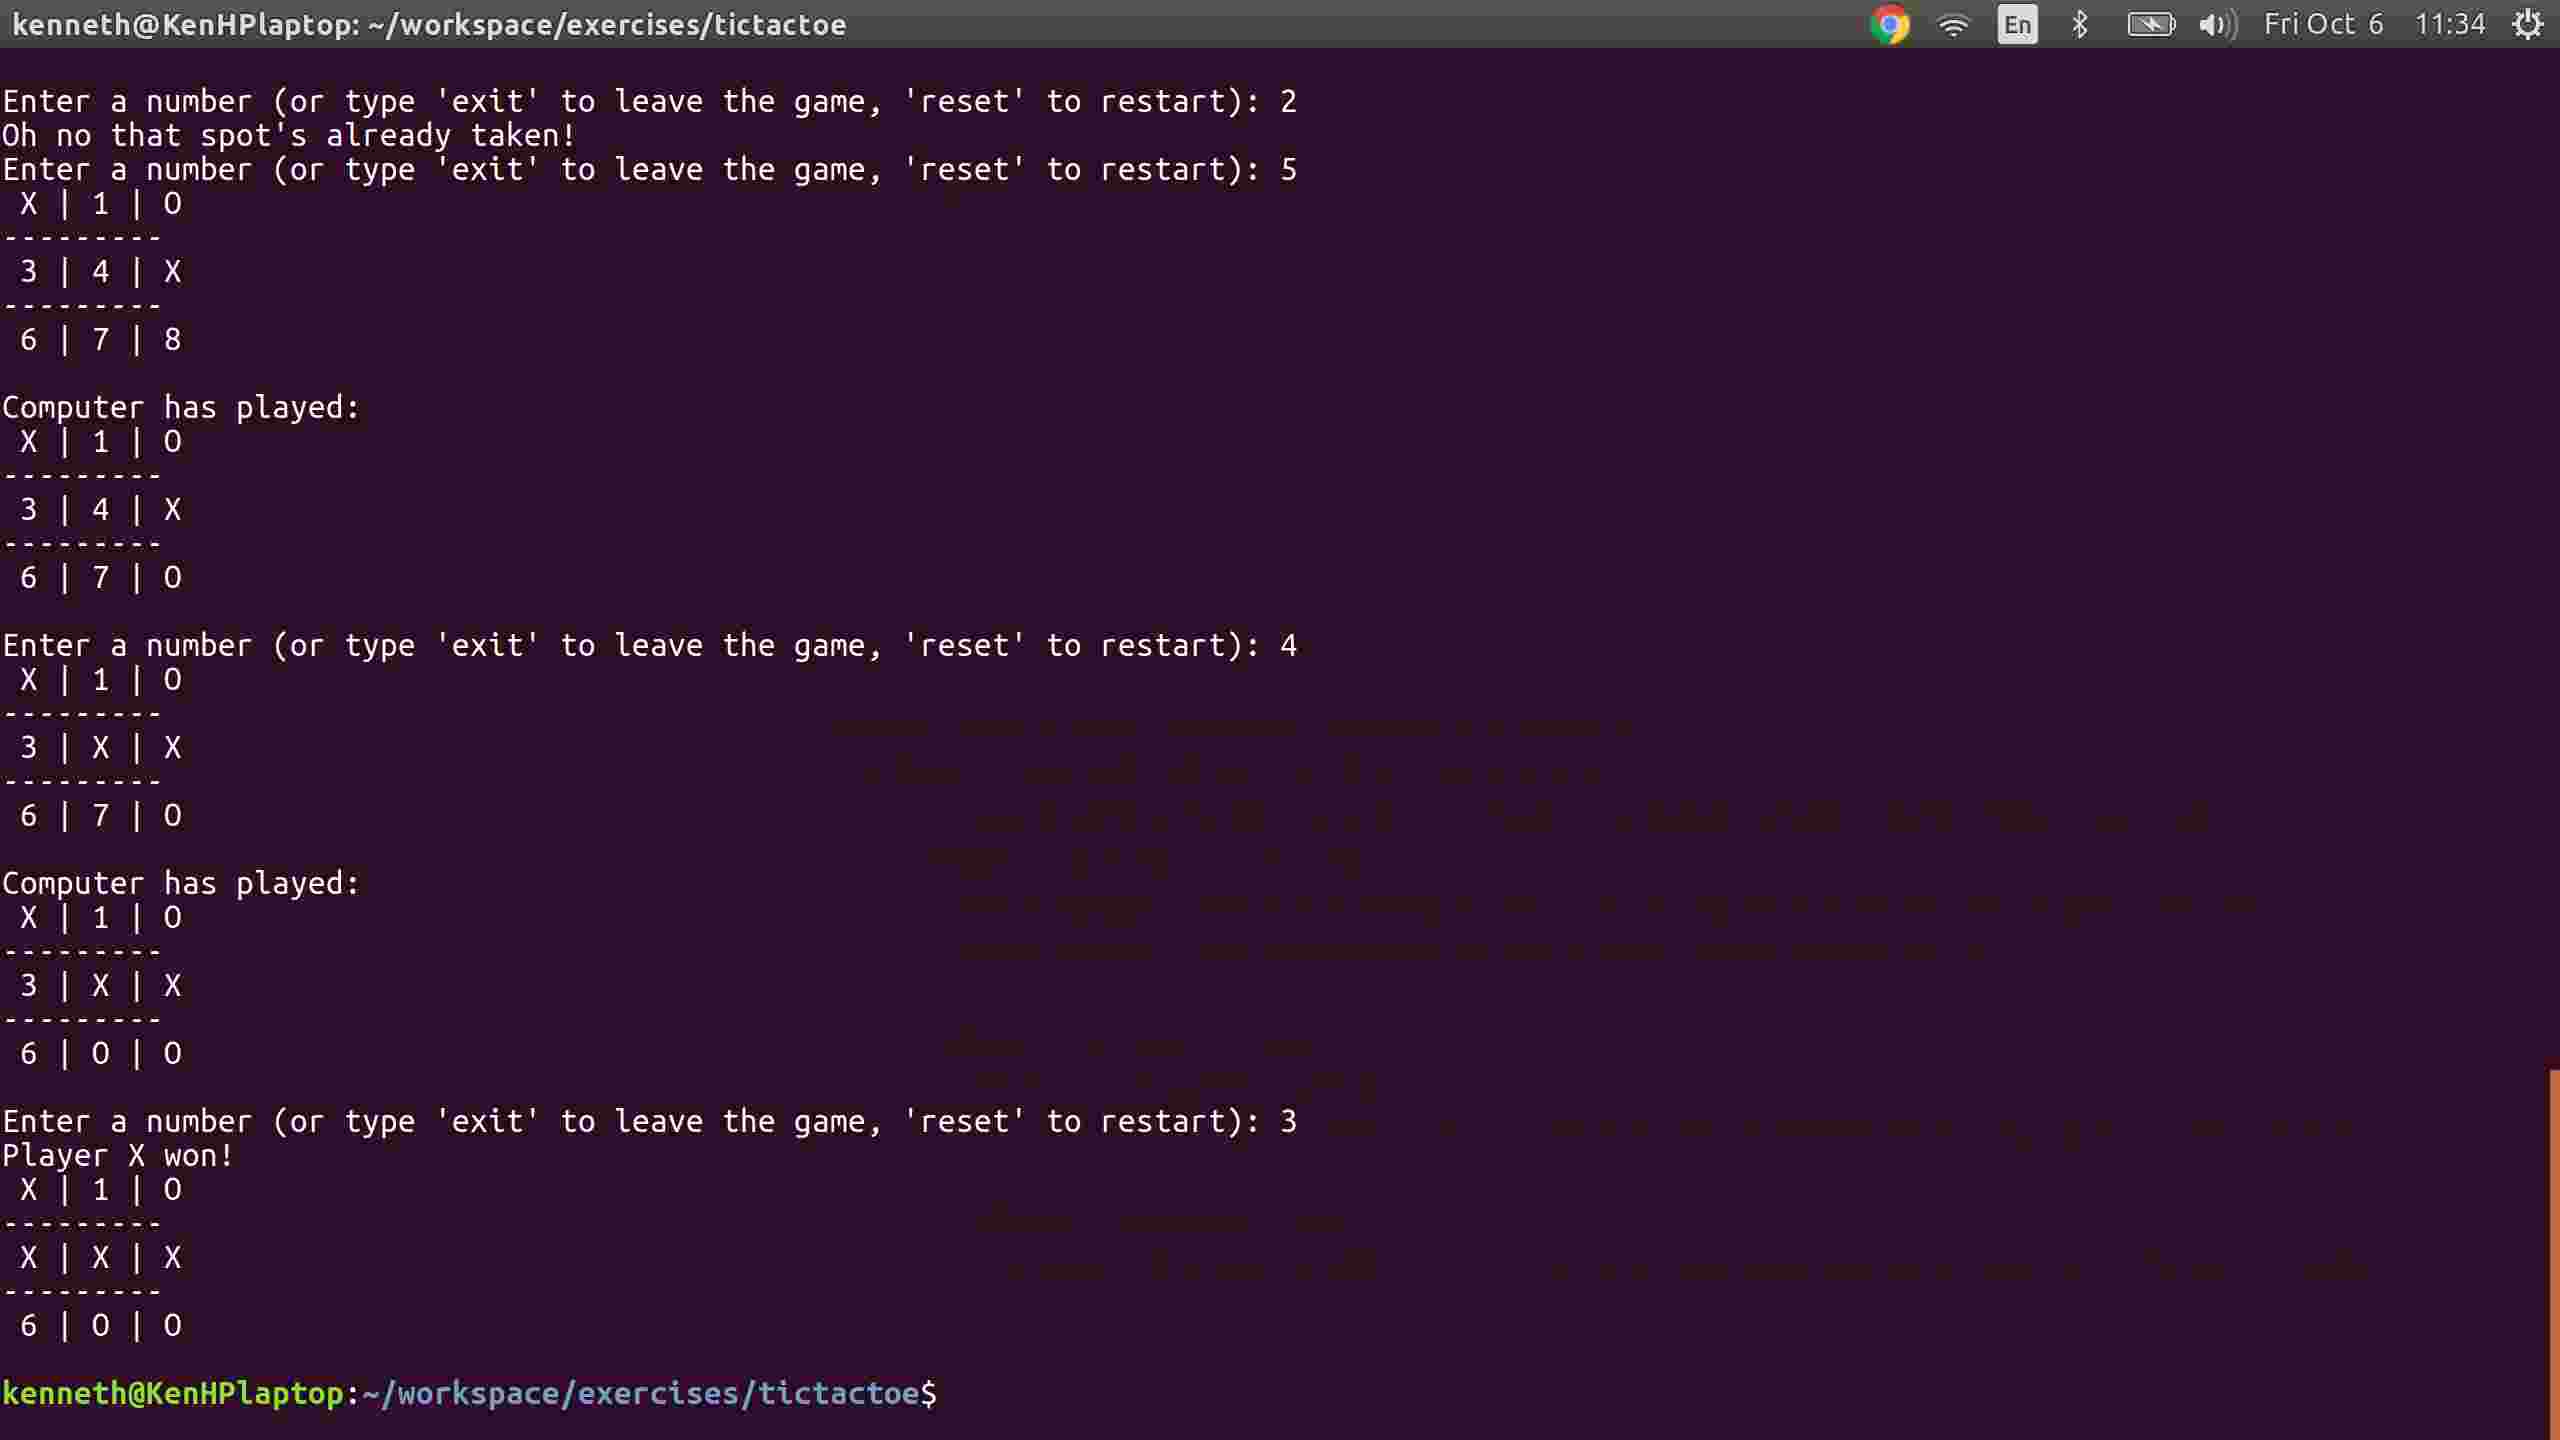 kenneth@KenHPlaptop: ~/workspace/exercises/tictactoe En Fri Oct 6 11:34
Enter a number (or type 'exit' to leave the game, 'reset' to restart): 2
Oh no that spot's already taken!
Enter a number (or type 'exit' to leave the game, 'reset' to restart): 5
X | 1 | O
---------
3 | 4 | X
---------
6 | 7 | 8
Computer has played:
X | 1 | O
---------
3 | 4 | X
---------
6 | 7 | O
Enter a number (or type 'exit' to leave the game, 'reset' to restart): 4
X | 1 | O
---------
3 | X | X
---------
6 | 7 | O
Computer has played:
X | 1 | O
---------
3 | X | X
---------
6 | O | O
Enter a number (or type 'exit' to leave the game, 'reset' to restart): 3
Player X won!
X | 1 | O
---------
X | X | X
---------
6 | O | O
kenneth@KenHPlaptop:~/workspace/exercises/tictactoe$